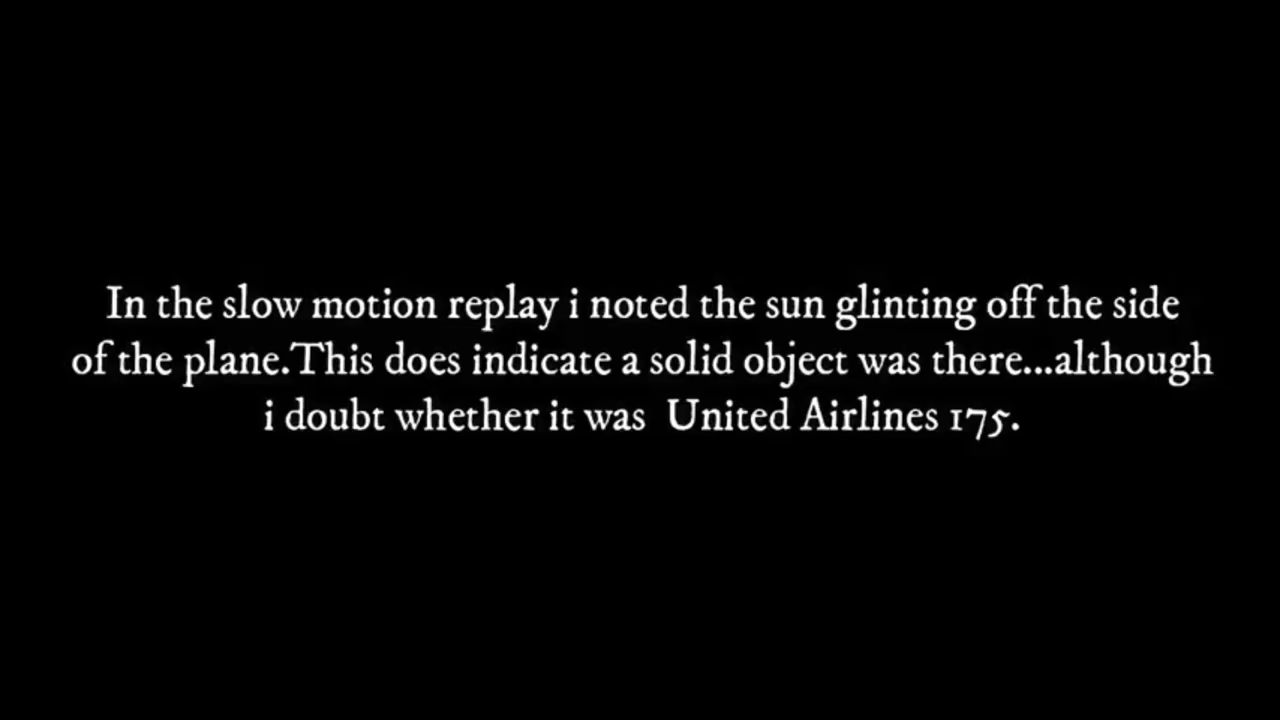 In the slow motion replay i noted the sun glinting off the side
of the plane.This does indicate a solid object was there...although
i doubt whether it was  United Airlines 175.